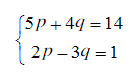 5p + 4q = 14
2p − 3q = 1